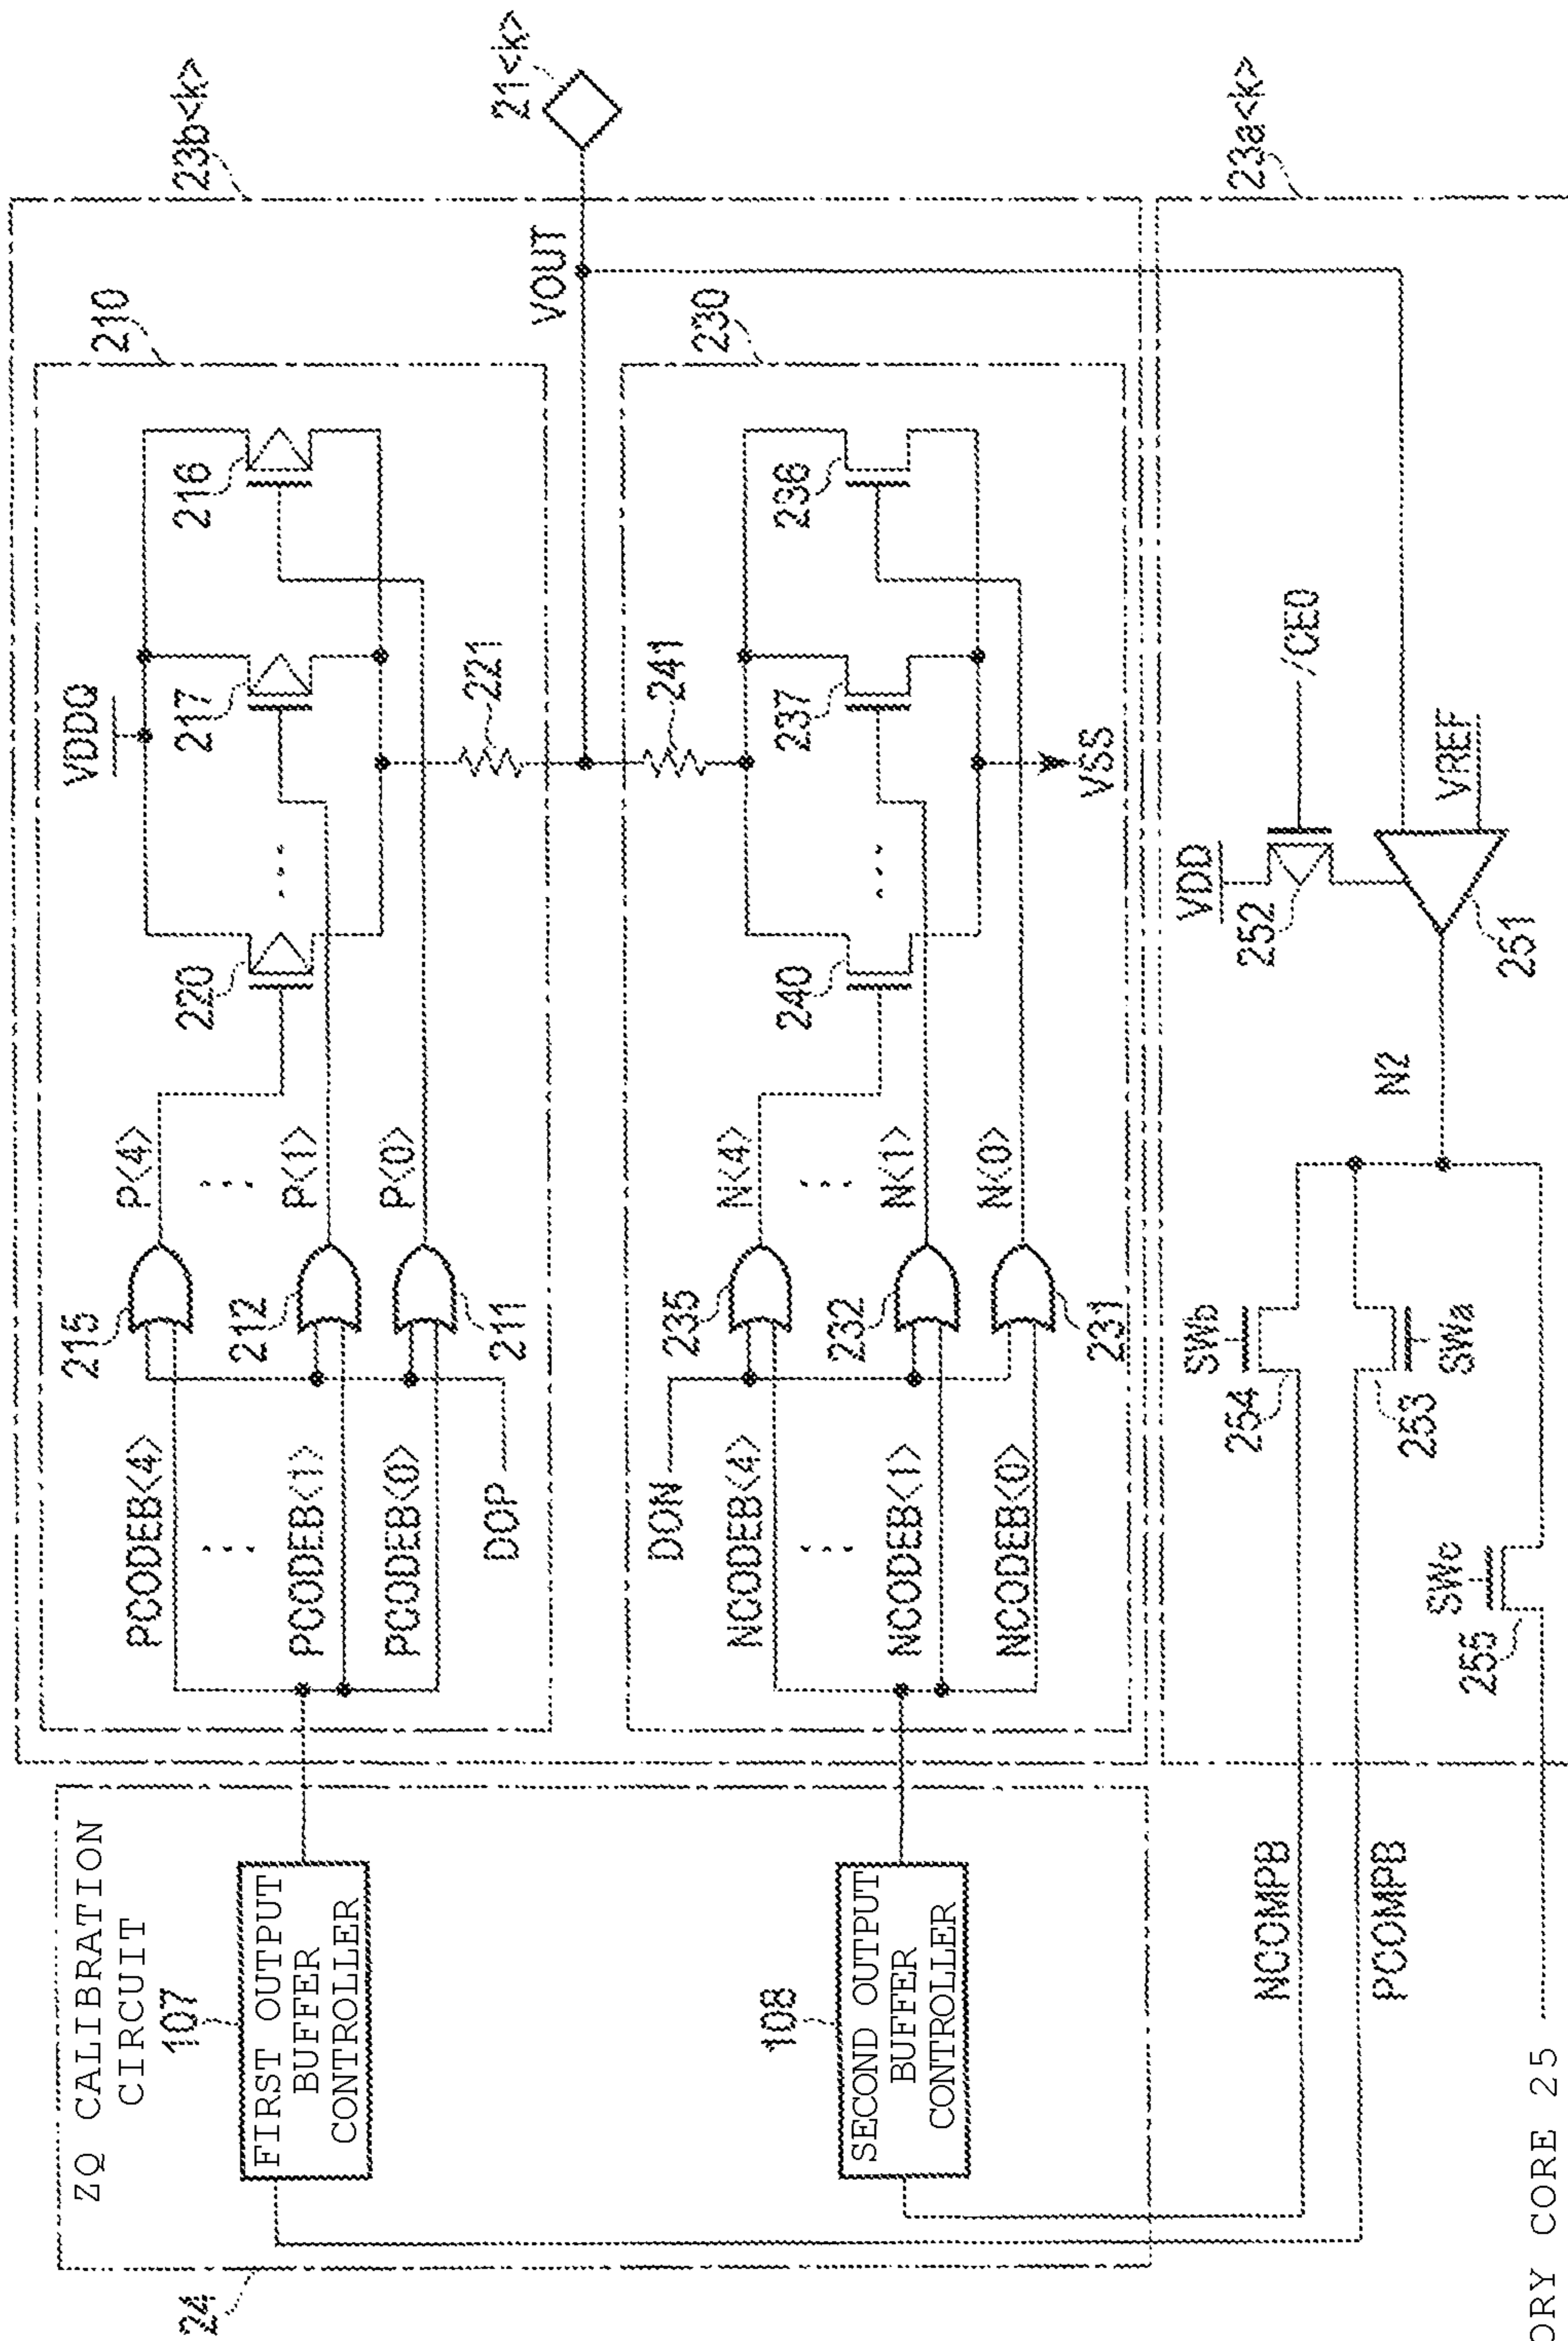 24
ZQ CALIBRATION
CIRCUIT
107
FIRST OUTPUT
BUFFER
CONTROLLER
108
SECOND OUTPUT
BUFFER
CONTROLLER
NCOMPB
PCOMPB
ORY CORE 25
23b<k>
210
VDDQ
PCODEB<4>
215
P<4>
220
217
216
PCODEB<1>
212
P<1>
PCODEB<0>
211
P<0>
DOP
221
VOUT
21<k>
230
DON
241
NCODEB<4>
235
N<4>
240
237
236
NCODEB<1>
232
N<1>
NCODEB<0>
231
N<0>
VSS
23a<k>
SWb
254
253
SWa
SWc
255
N2
VDD
252
/CE0
VREF
251